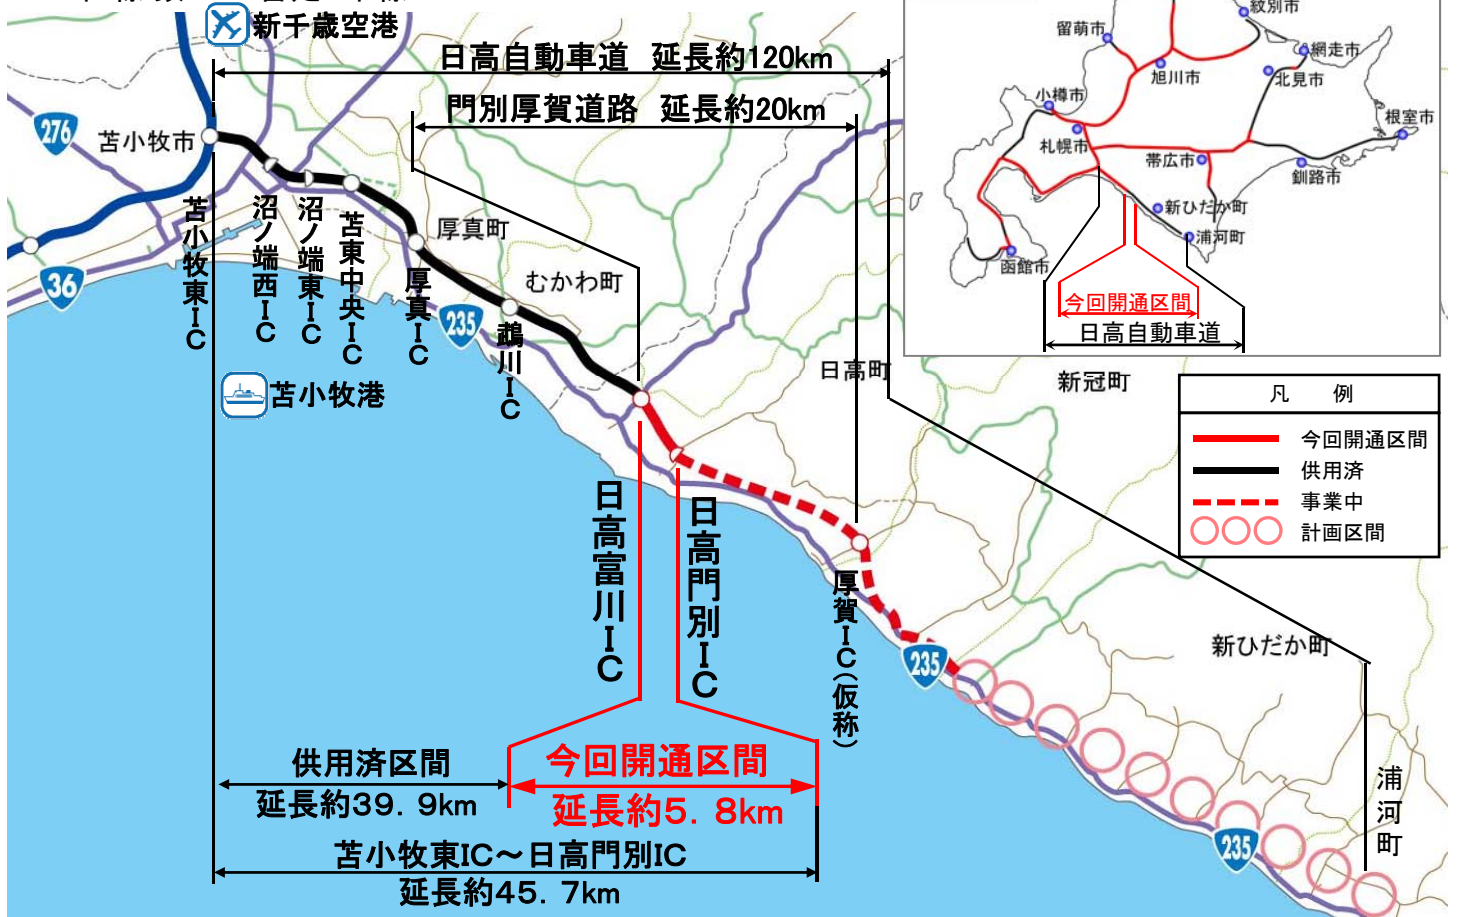 新千歳空港
日高自動車道 延長約120km
門別厚賀道路 延長約20km
276
苫小牧市
苫小牧東IC
沼ノ端西IC
沼ノ端東IC
苫東中央IC
厚真IC
厚真町
むかわ町
鵡川IC
36
235
苫小牧港
日高町
新冠町
日高富川IC
日高門別IC
厚賀IC(仮称)
235
新ひだか町
浦河町
235
供用済区間
延長約39.9km
今回開通区間
延長約5.8km
苫小牧東IC～日高門別IC
延長約45.7km
紋別市
留萌市
網走市
旭川市
北見市
小樽市
根室市
札幌市
帯広市
釧路市
新ひだか町
浦河町
函館市
今回開通区間
日高自動車道
凡 例
今回開通区間
供用済
事業中
計画区間